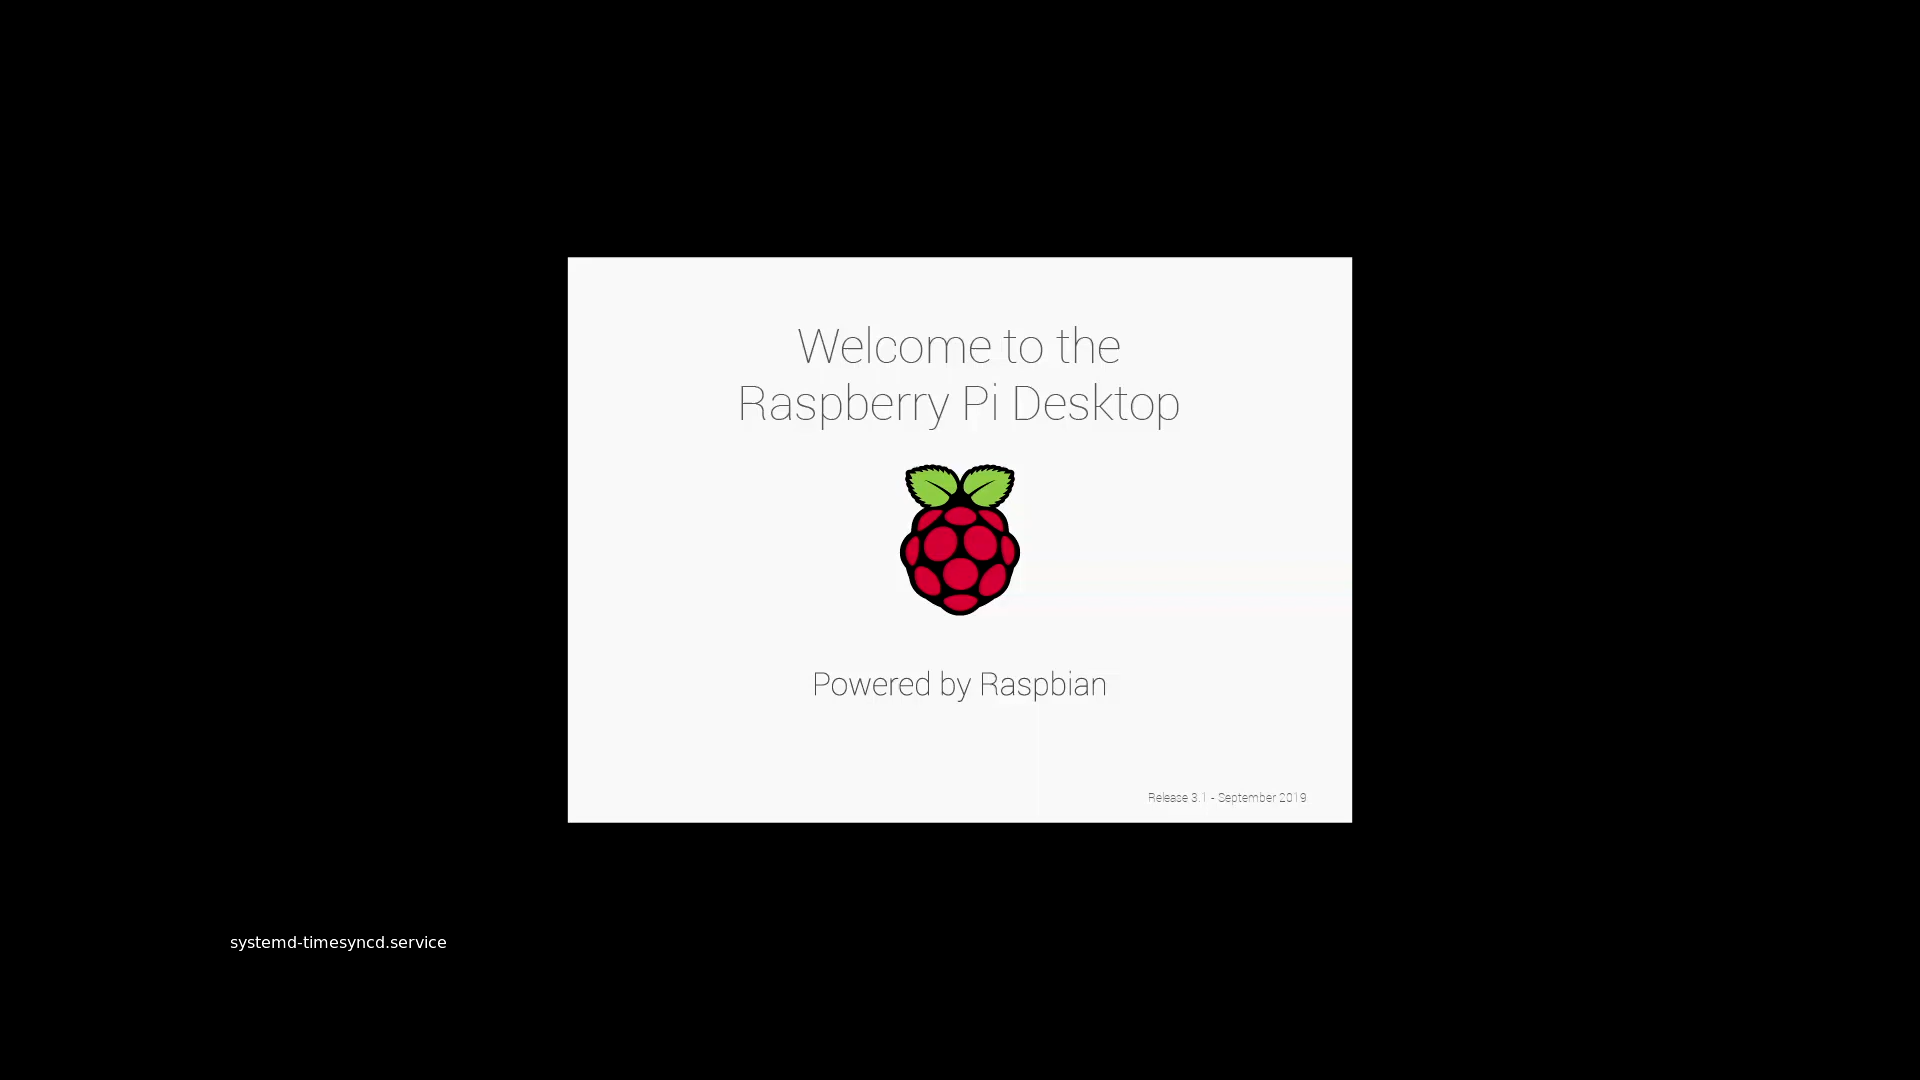 Welcome to the
Raspberry Pi Desktop
Powered by Raspbian
Release 3.1 - September 2019
systemd-timesyncd.service